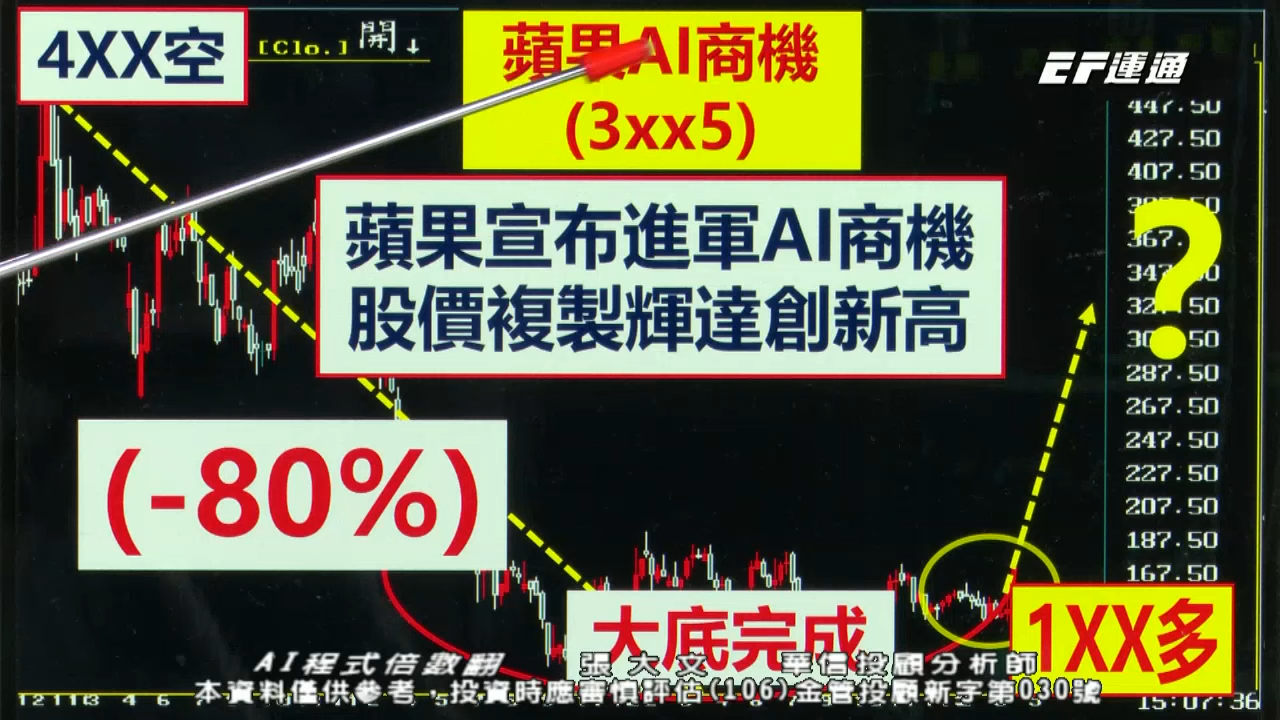 4XX空
[Clo.] 開↓
蘋果AI商機
(3xx5)
EF運通
447.50
427.50
407.50
蘋果宣布進軍AI商機
股價複製輝達創新高
?
367.
50
287.50
267.50
247.50
227.50
207.50
187.50
167.50
(-80%)
大底完成
1XX多
AI程式倍數翻 張大文 華信投顧分析師
本資料僅供參考，投資時應審慎評估(106)金管投顧新字第030號
15:07:36